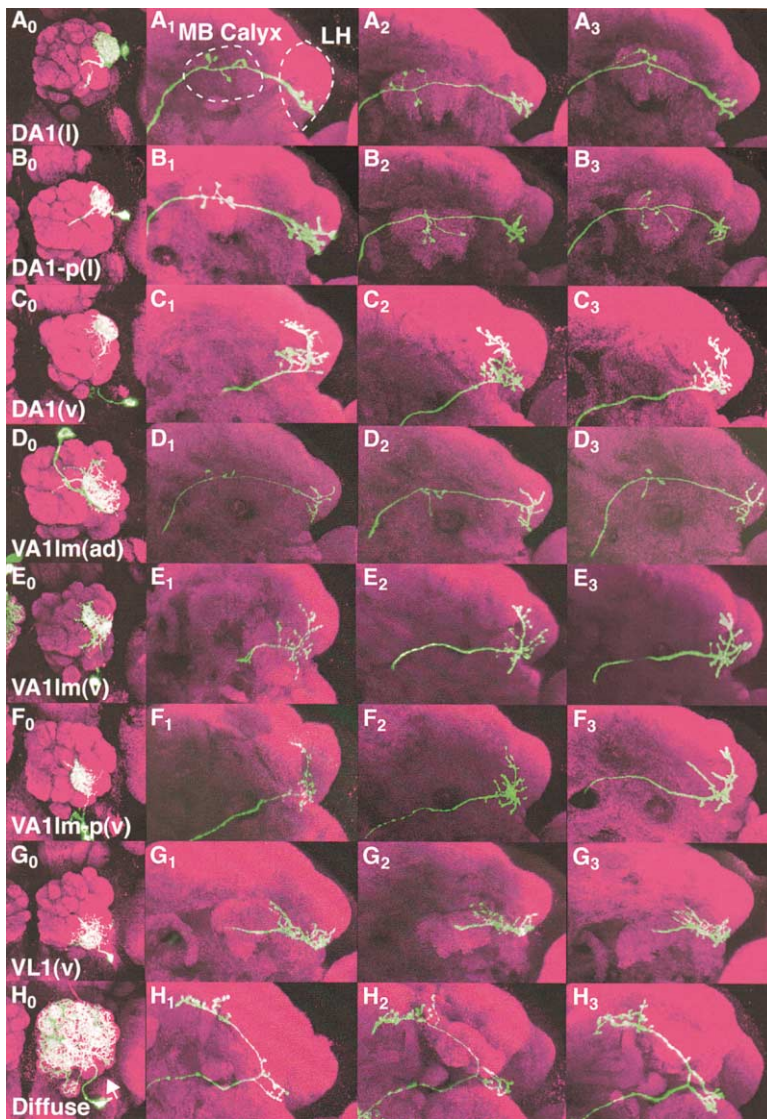 A0 A1 MB Calyx LH A2 A3
DA1(l)
B0 B1 B2 B3
DA1-p(l)
C0 C1 C2 C3
DA1(v)
D0 D1 D2 D3
VA1lm(ad)
E0 E1 E2 E3
VA1lm(v)
F0 F1 F2 F3
VA1lm-p(v)
G0 G1 G2 G3
VL1(v)
H0 H1 H2 H3
Diffuse